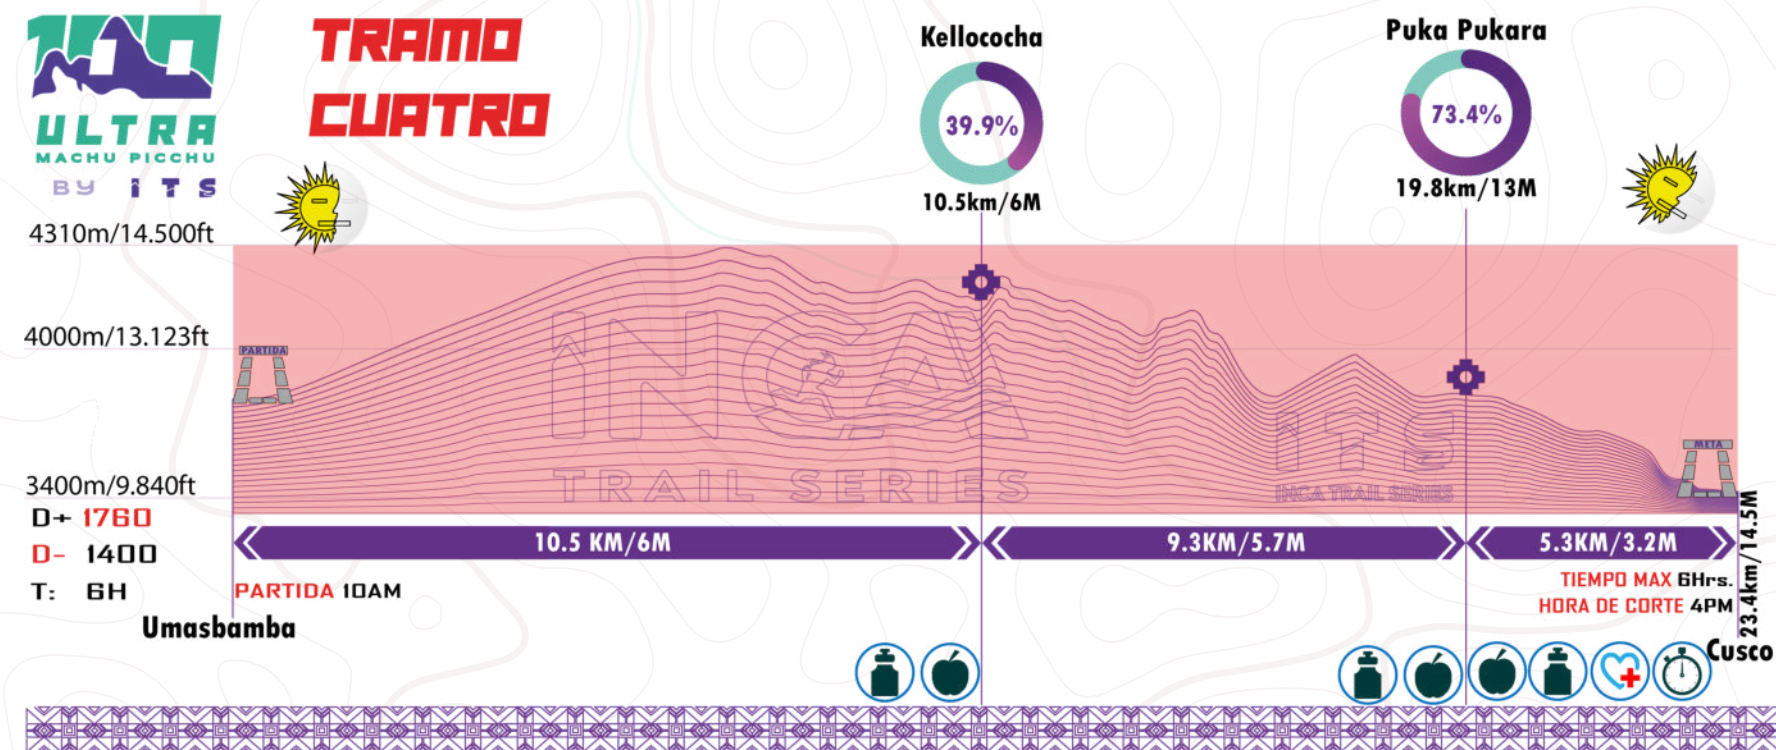 100
ULTRA
MACHU PICCHU
BY iTS
TRAMO
CUATRO
Kellococha
39.9%
10.5km/6M
Puka Pukara
73.4%
19.8km/13M
4310m/14.500ft
4000m/13.123ft
3400m/9.840ft
PARTIDA
META
INCA
TRAIL SERIES
iTS
INCA TRAIL SERIES
D+ 1760
D- 1400
T: 6H
10.5 KM/6M
9.3KM/5.7M
5.3KM/3.2M
PARTIDA 10AM
TIEMPO MAX 6Hrs.
HORA DE CORTE 4PM
23.4km/14.5M
Umasbamba
Cusco